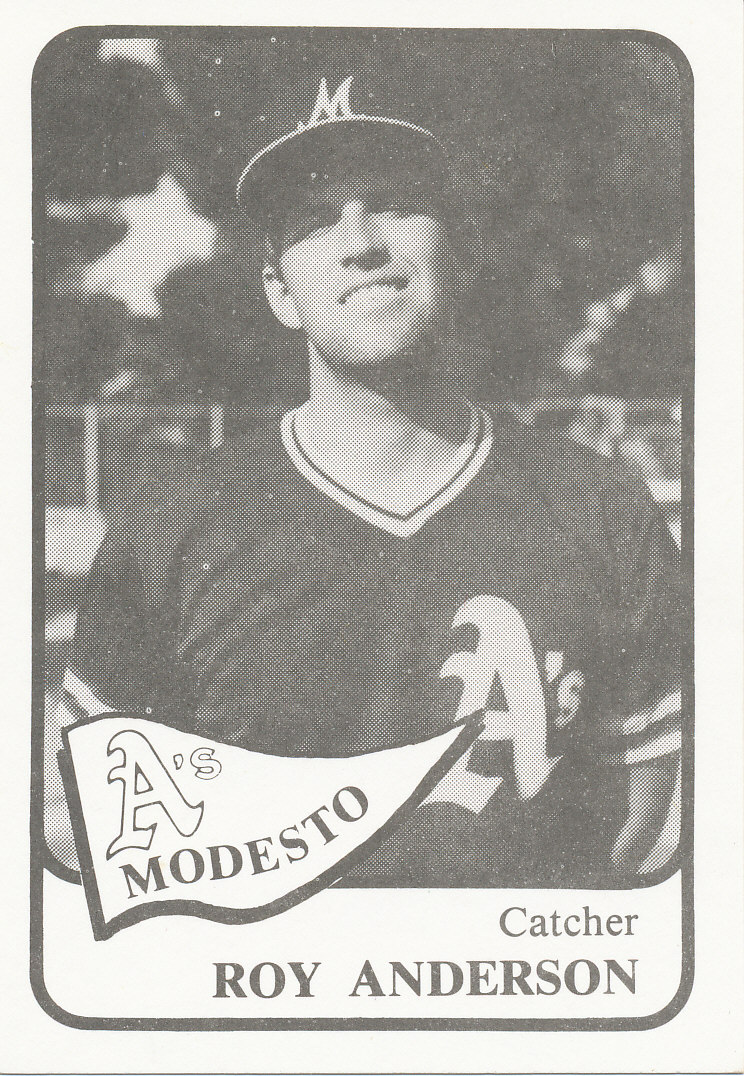 M
A's
A's
MODESTO
Catcher
ROY ANDERSON